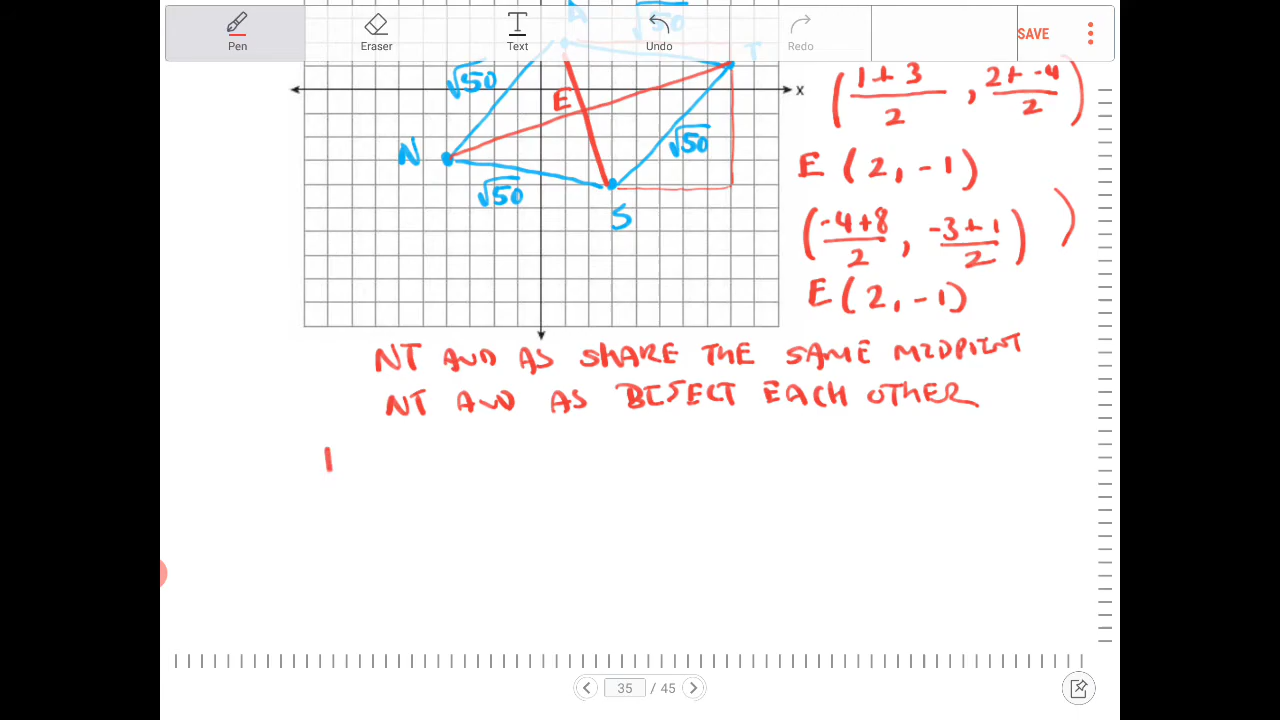 Pen
Eraser
Text
Undo
Redo
SAVE
√50
T
√50
E
x
N
√50
√50
S
(1+3/2, 2+-4/2)
E (2, -1)
(-4+8/2, -3+1/2) )
E (2, -1)
NT AND AS SHARE THE SAME MIDPOINT
NT AND AS BISECT EACH OTHER
35 / 45